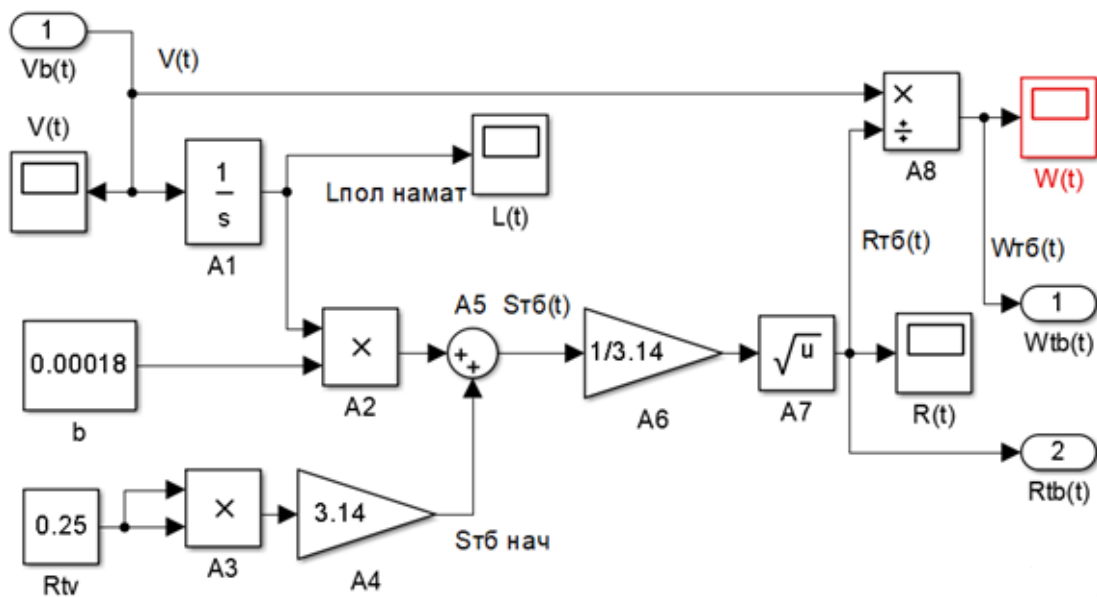 1
Vb(t)
V(t)
V(t)
1
s
A1
Lпол намат
L(t)
×
÷
A8
W(t)
Rтб(t)
Wтб(t)
1
Wtb(t)
0.00018
b
×
A2
A5
+
+
Sтб(t)
1/3.14
A6
√u
A7
R(t)
2
Rtb(t)
0.25
Rtv
×
A3
3.14
A4
Sтб нач